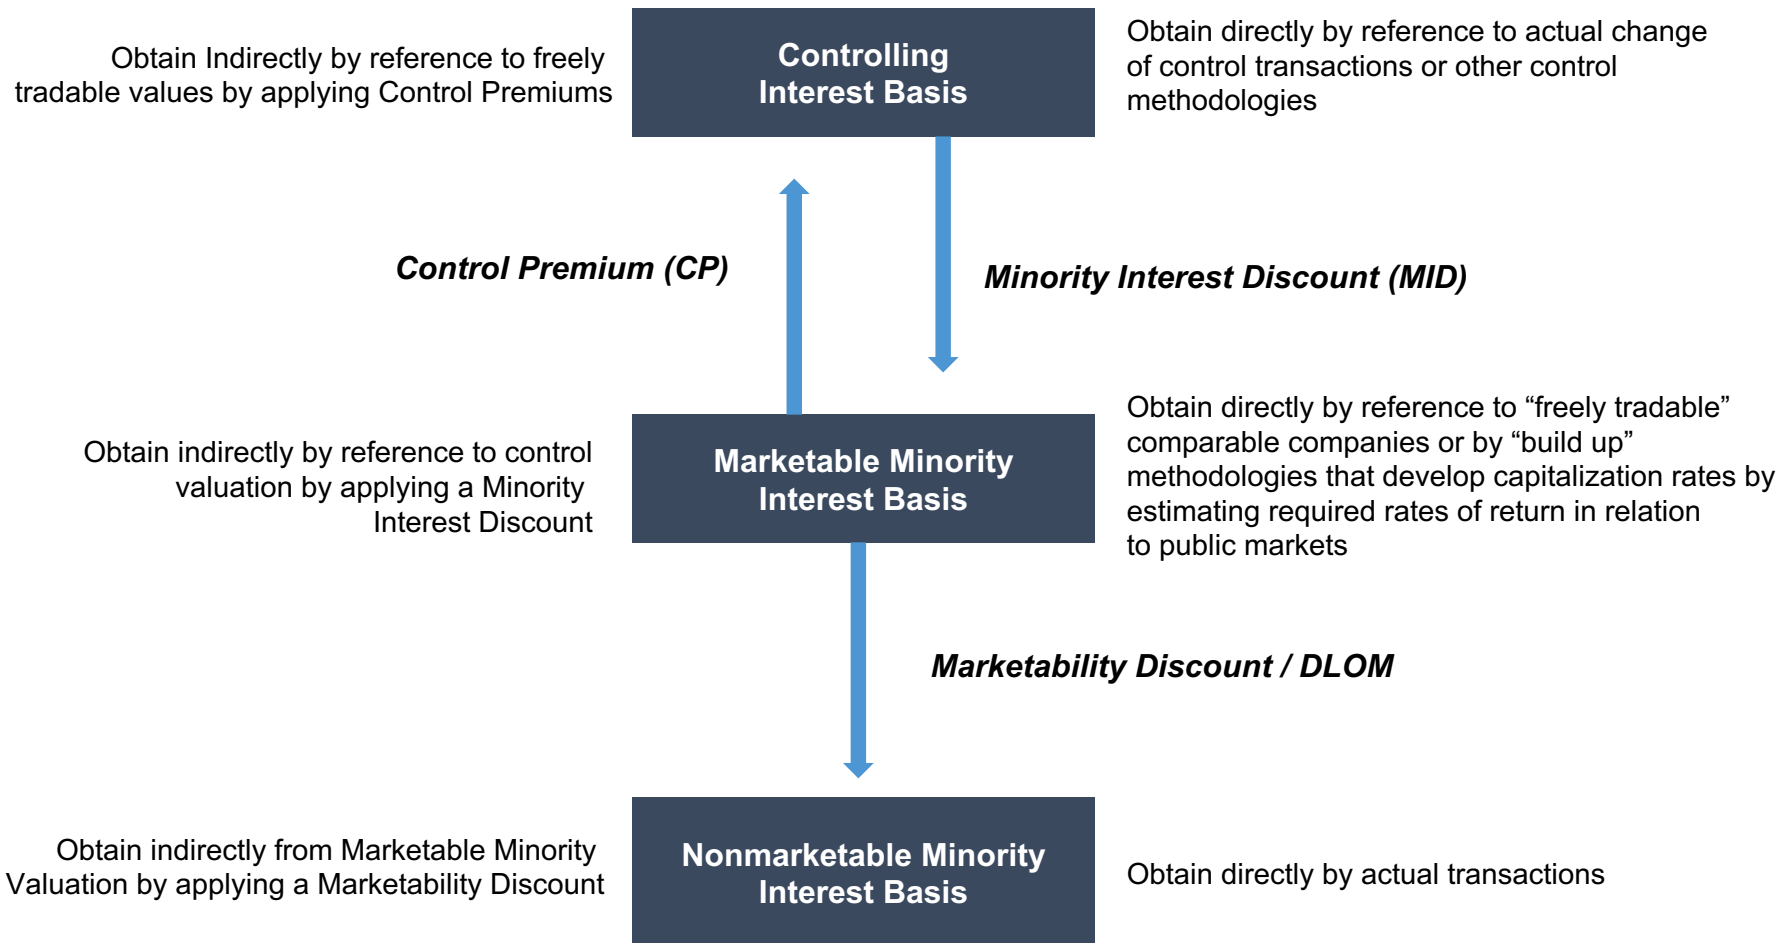 Obtain Indirectly by reference to freely
tradable values by applying Control Premiums
Controlling
Interest Basis
Obtain directly by reference to actual change
of control transactions or other control
methodologies
Control Premium (CP)
Minority Interest Discount (MID)
Obtain indirectly by reference to control
valuation by applying a Minority
Interest Discount
Marketable Minority
Interest Basis
Obtain directly by reference to “freely tradable”
comparable companies or by “build up”
methodologies that develop capitalization rates by
estimating required rates of return in relation
to public markets
Marketability Discount / DLOM
Obtain indirectly from Marketable Minority
Valuation by applying a Marketability Discount
Nonmarketable Minority
Interest Basis
Obtain directly by actual transactions